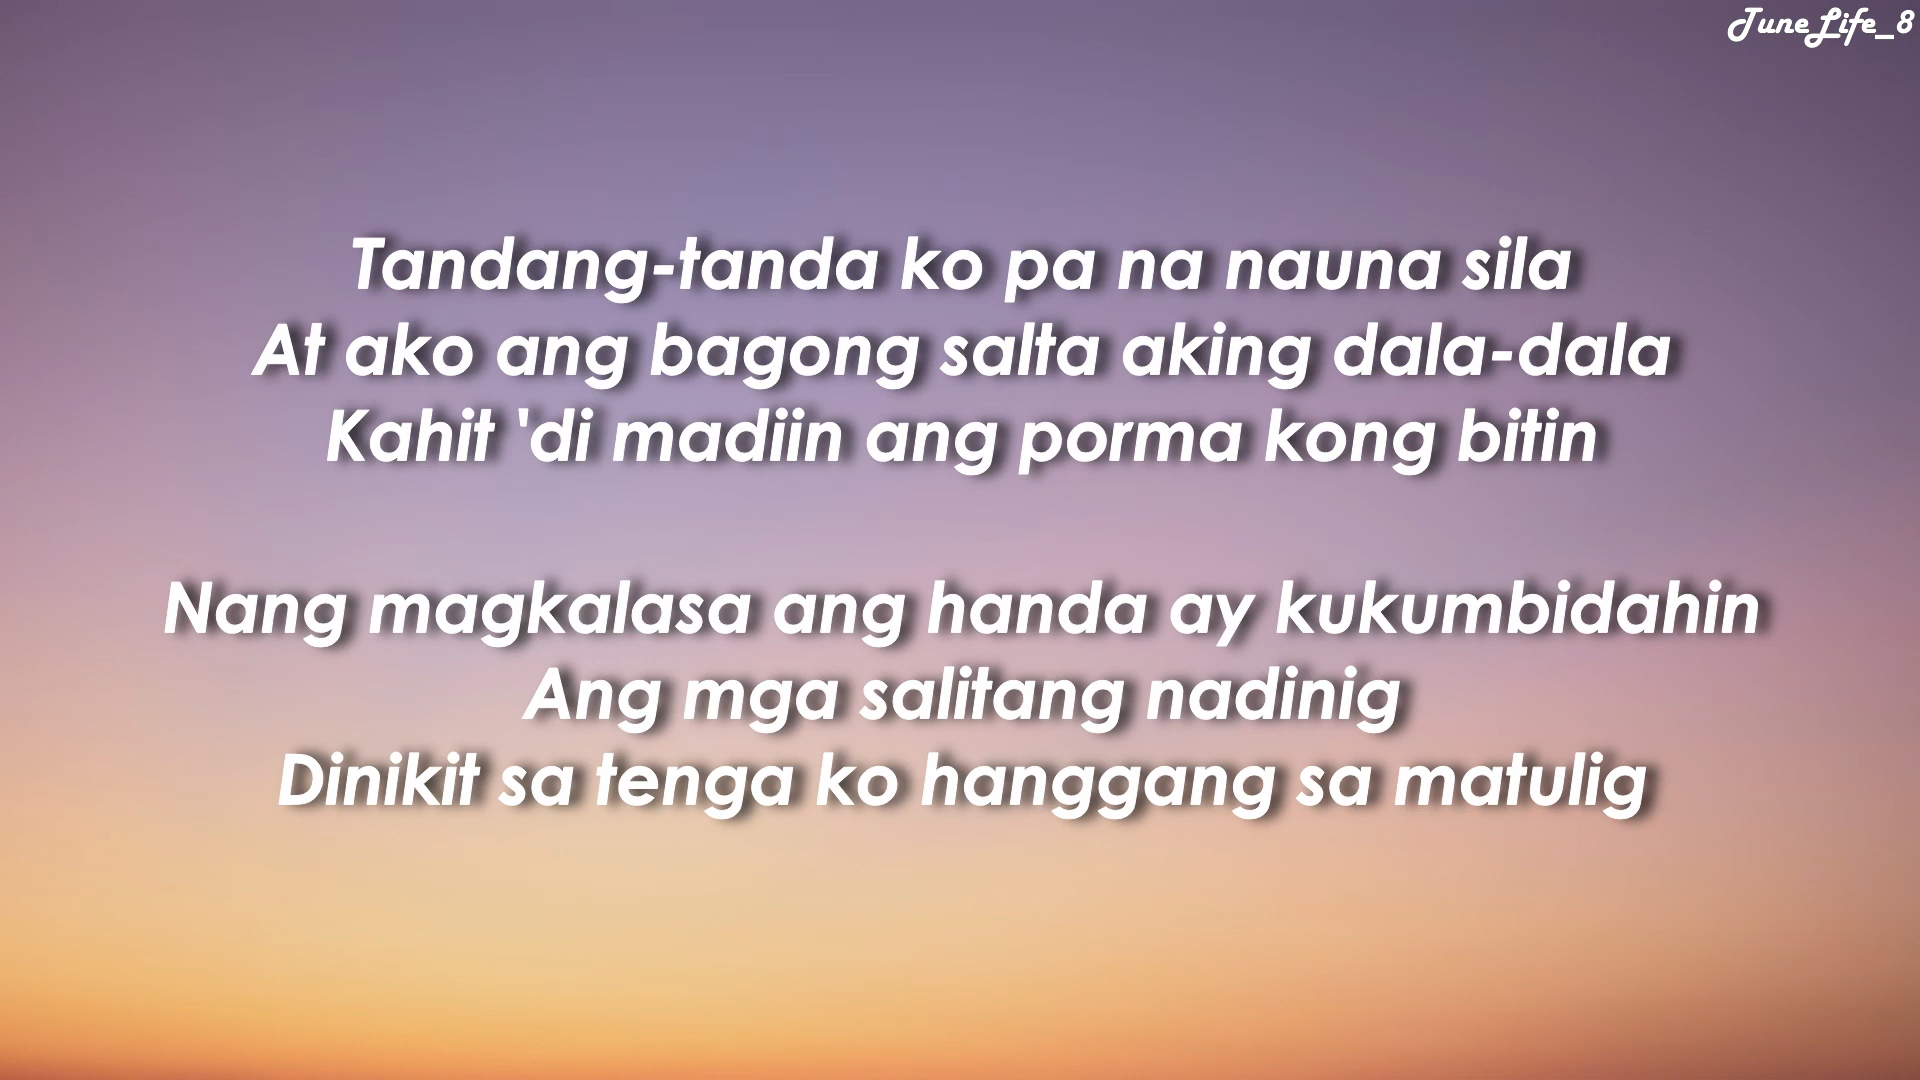 TuneLife_8
Tandang-tanda ko pa na nauna sila
At ako ang bagong salta aking dala-dala
Kahit 'di madiin ang porma kong bitin
Nang magkalasa ang handa ay kukumbidahin
Ang mga salitang nadinig
Dinikit sa tenga ko hanggang sa matulig